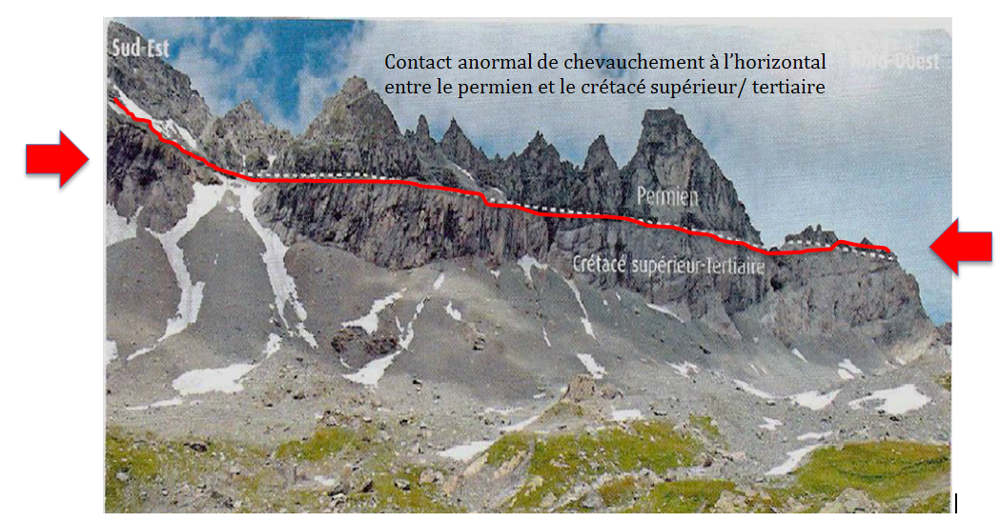 Sud-Est
Contact anormal de chevauchement à l’horizontal
Nord-Ouest
entre le permien et le crétacé supérieur/ tertiaire
Permien
Crétacé supérieur-Tertiaire